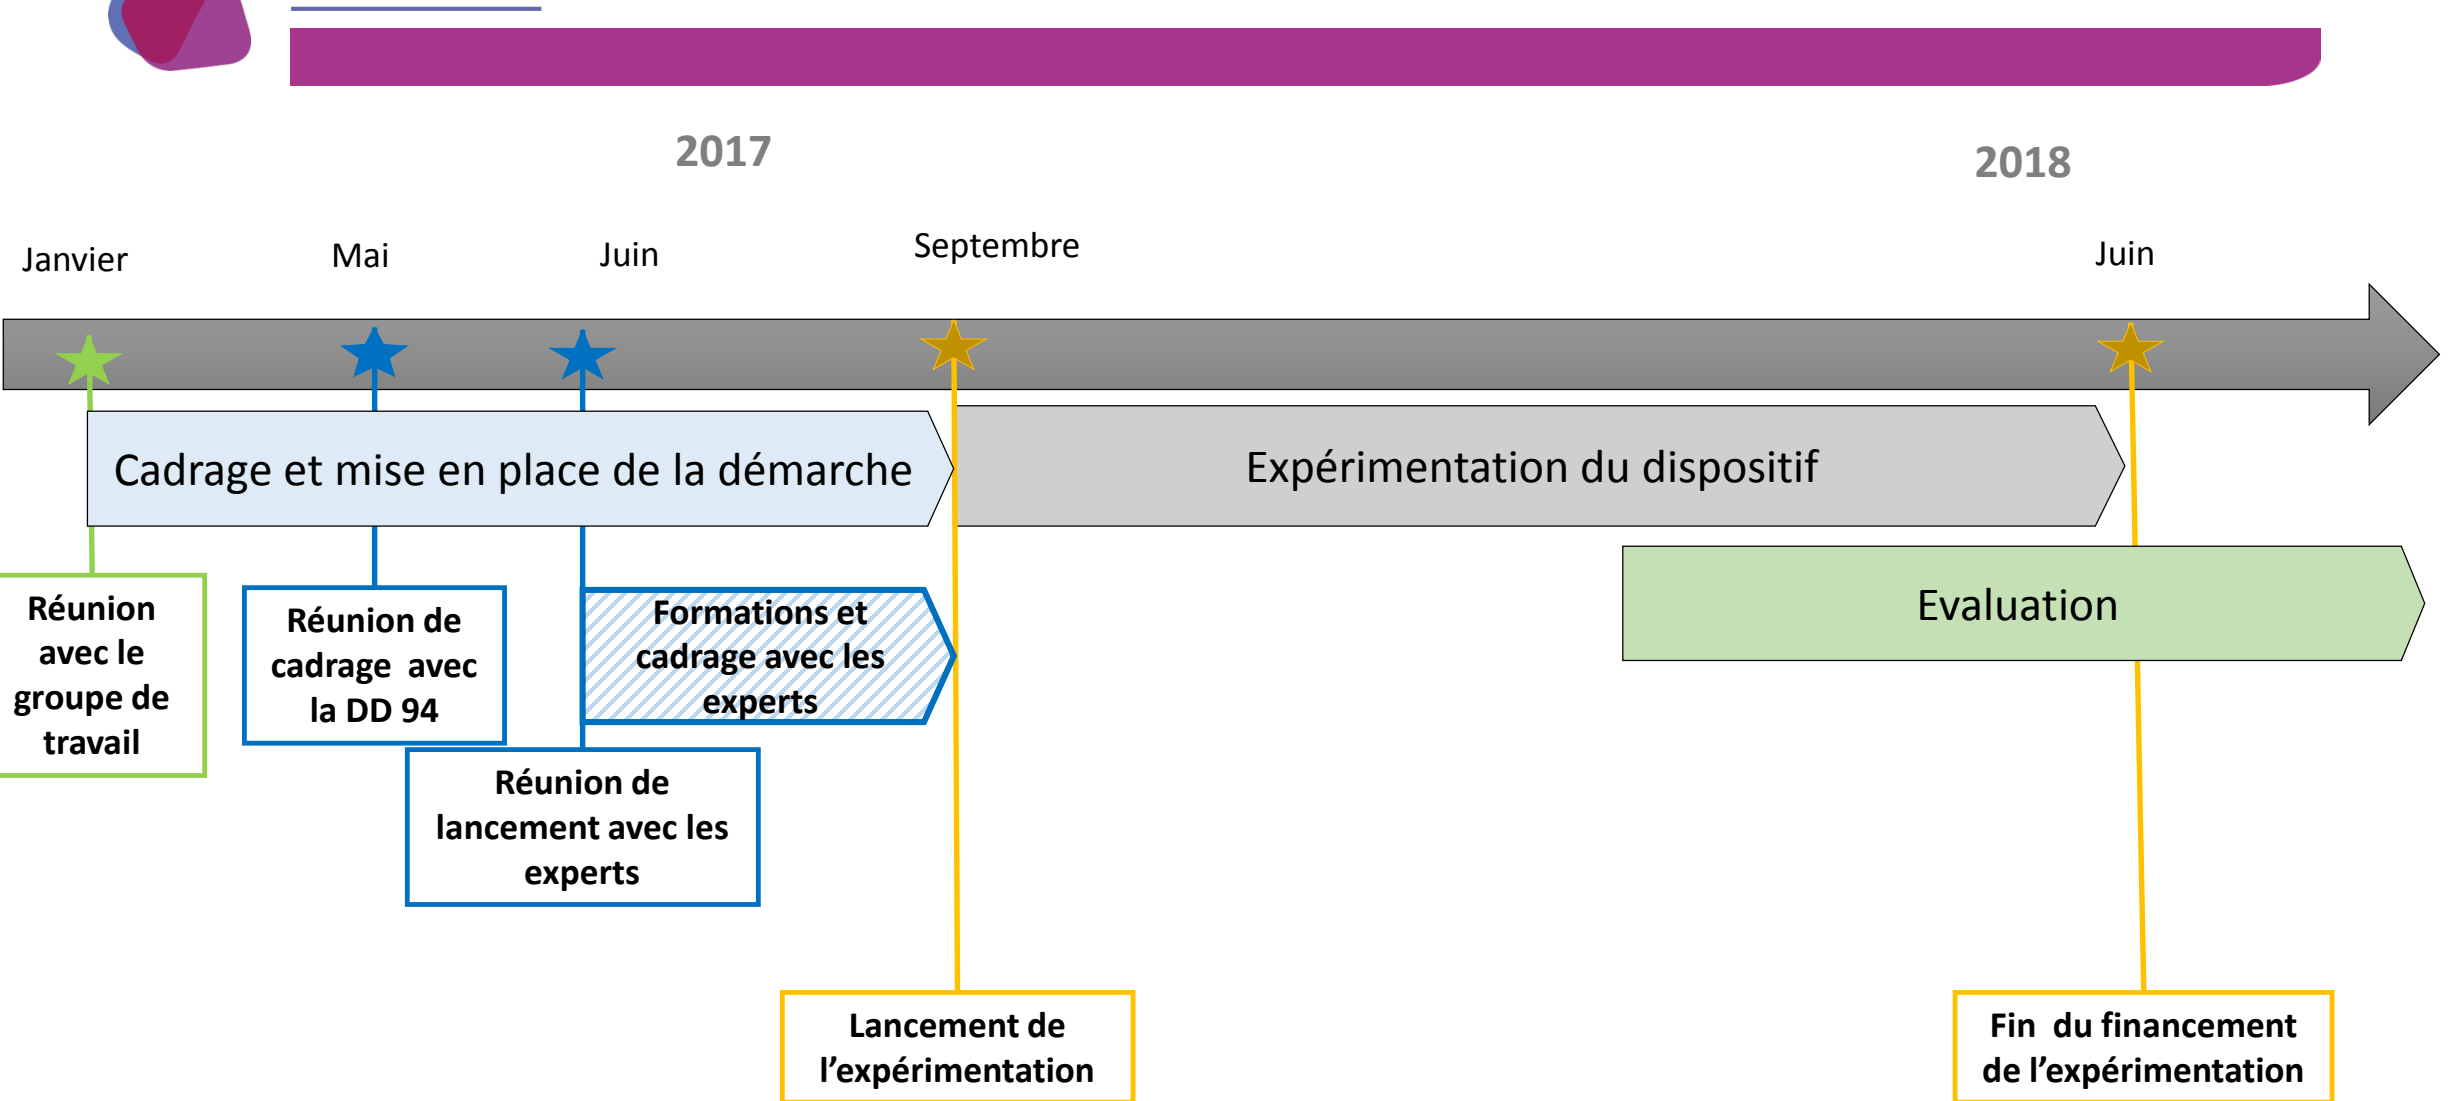 2017
2018
Janvier
Mai
Juin
Septembre
Juin
Cadrage et mise en place de la démarche
Expérimentation du dispositif
Evaluation
Réunion
avec le
groupe de
travail
Réunion de
cadrage  avec
la DD 94
Formations et
cadrage avec les
experts
Réunion de
lancement avec les
experts
Lancement de
l’expérimentation
Fin  du financement
de l’expérimentation